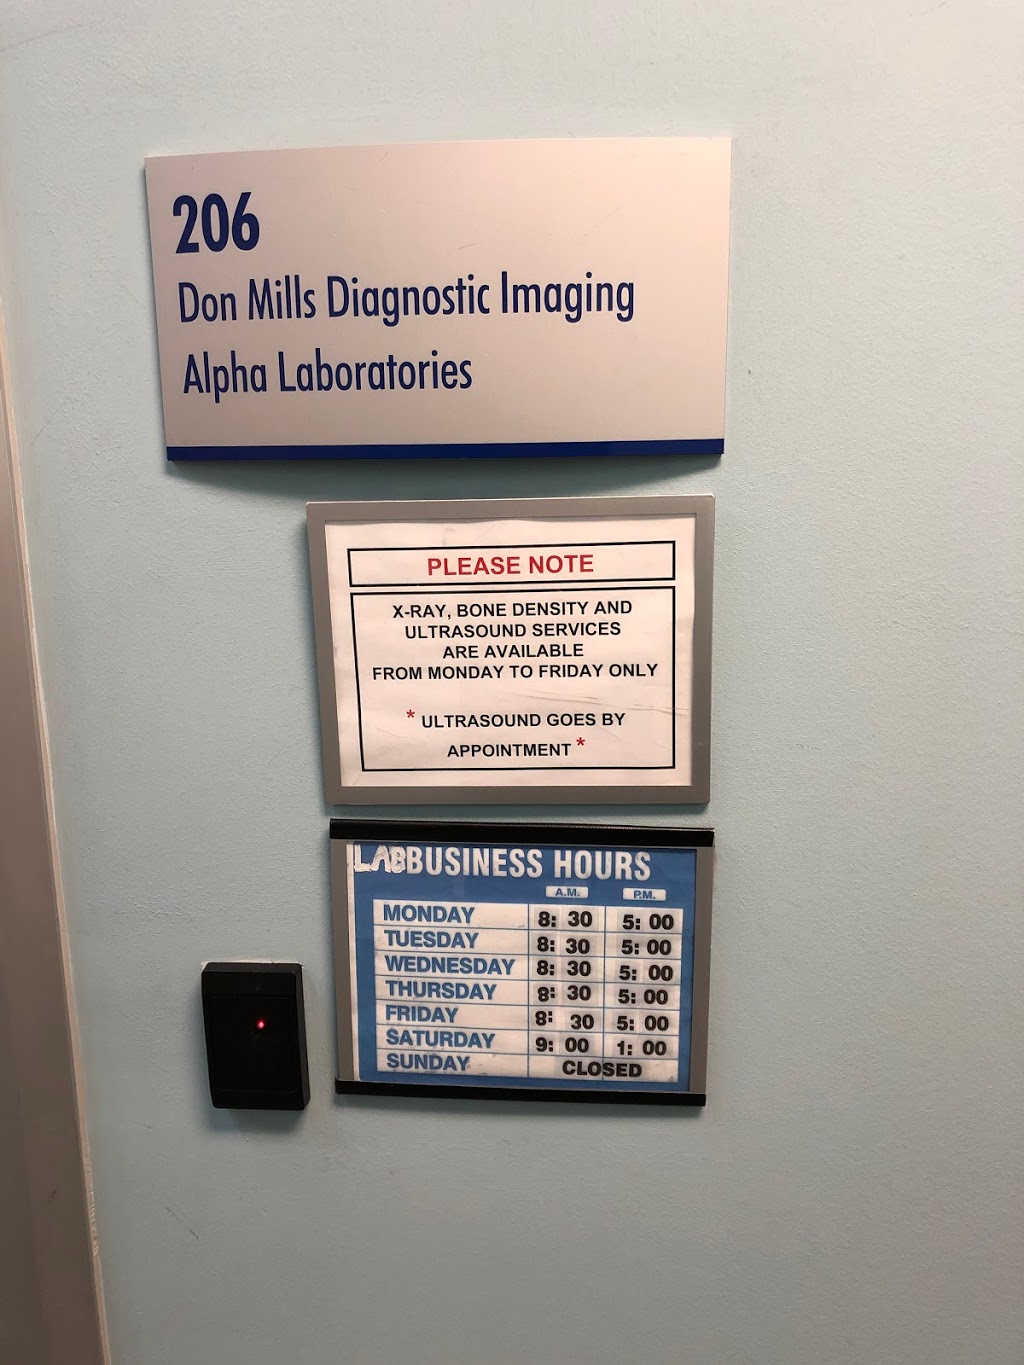 206
Don Mills Diagnostic Imaging
Alpha Laboratories
PLEASE NOTE
X-RAY, BONE DENSITY AND
ULTRASOUND SERVICES
ARE AVAILABLE
FROM MONDAY TO FRIDAY ONLY
* ULTRASOUND GOES BY
APPOINTMENT *
LAB BUSINESS HOURS
A.M. P.M.
MONDAY 8: 30 5: 00
TUESDAY 8: 30 5: 00
WEDNESDAY 8: 30 5: 00
THURSDAY 8: 30 5: 00
FRIDAY 8: 30 5: 00
SATURDAY 9: 00 1: 00
SUNDAY CLOSED